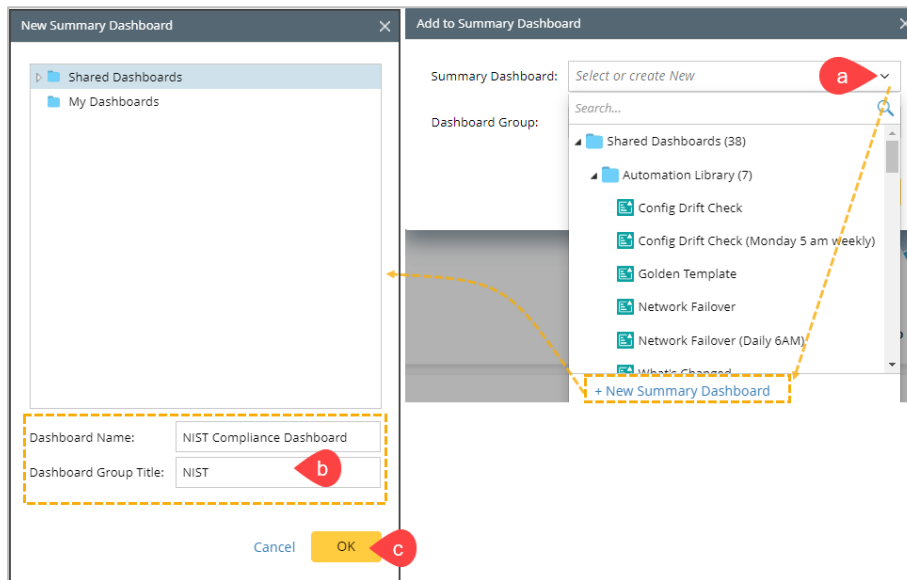 New Summary Dashboard
Shared Dashboards
My Dashboards
Dashboard Name: NIST Compliance Dashboard
Dashboard Group Title: NIST
b
Cancel OK
c
Add to Summary Dashboard
Summary Dashboard: Select or create New
a
Search...
Dashboard Group:
Shared Dashboards (38)
Automation Library (7)
Config Drift Check
Config Drift Check (Monday 5 am weekly)
Golden Template
Network Failover
Network Failover (Daily 6AM)
What's Changed
+ New Summary Dashboard